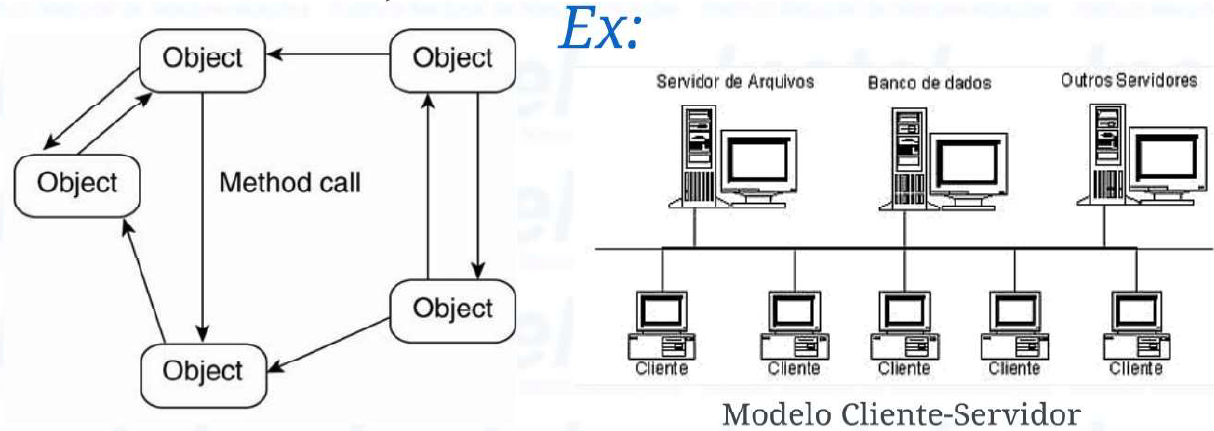 Ex:
Object
Object
Object
Method call
Object
Object
Servidor de Arquivos
Banco de dados
Outros Servidores
Cliente
Cliente
Cliente
Cliente
Cliente
Modelo Cliente-Servidor